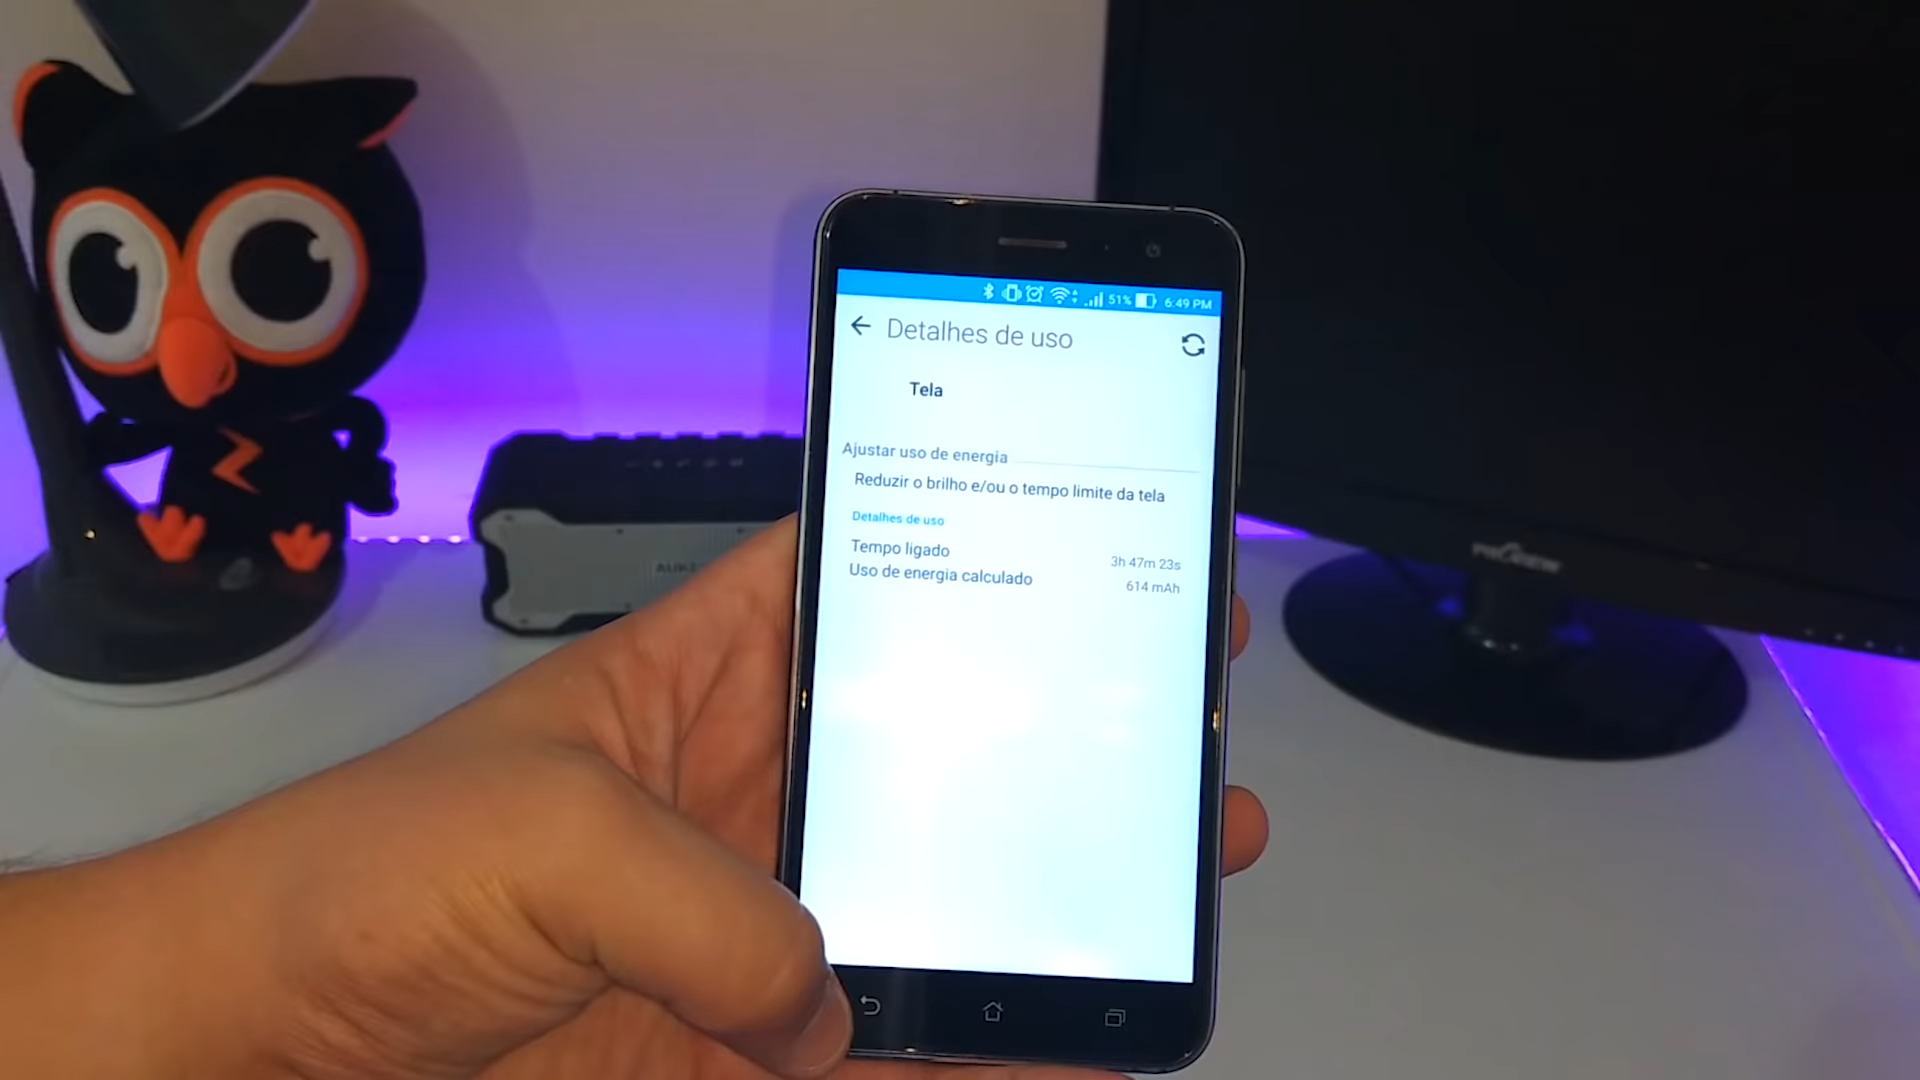 51% 6:49 PM
Detalhes de uso
Tela
Ajustar uso de energia
Reduzir o brilho e/ou o tempo limite da tela
Detalhes de uso
Tempo ligado 3h 47m 23s
Uso de energia calculado 614 mAh